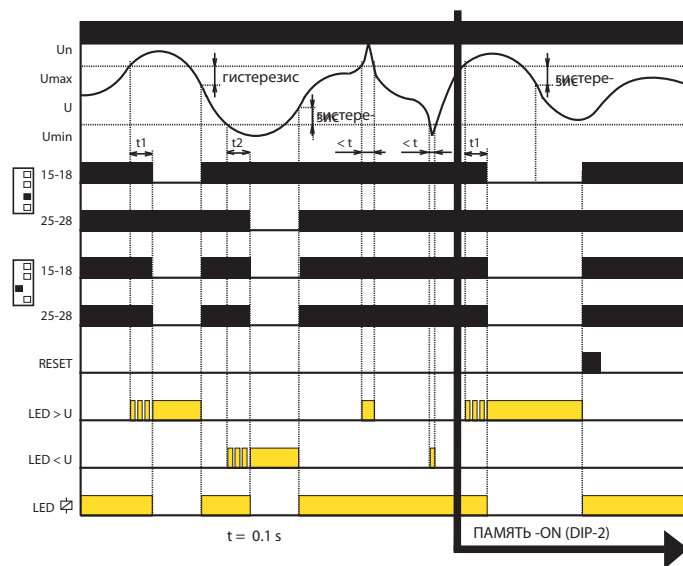 Un
Umax
U
Umin
гистерезис
гистере-
зис
гистере-
зис
t1
t2
< t
< t
t1
15-18
25-28
15-18
25-28
RESET
LED > U
LED < U
LED
t = 0.1 s
ПАМЯТЬ -ON (DIP-2)